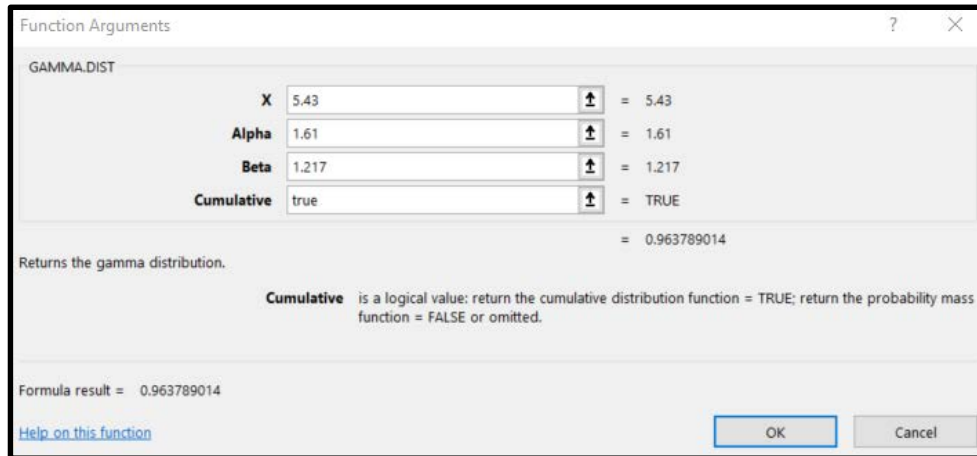 Function Arguments ? ×
GAMMA.DIST
X 5.43 = 5.43
Alpha 1.61 = 1.61
Beta 1.217 = 1.217
Cumulative true = TRUE
= 0.963789014
Returns the gamma distribution.
Cumulative is a logical value: return the cumulative distribution function = TRUE; return the probability mass
function = FALSE or omitted.
Formula result = 0.963789014
Help on this function OK Cancel